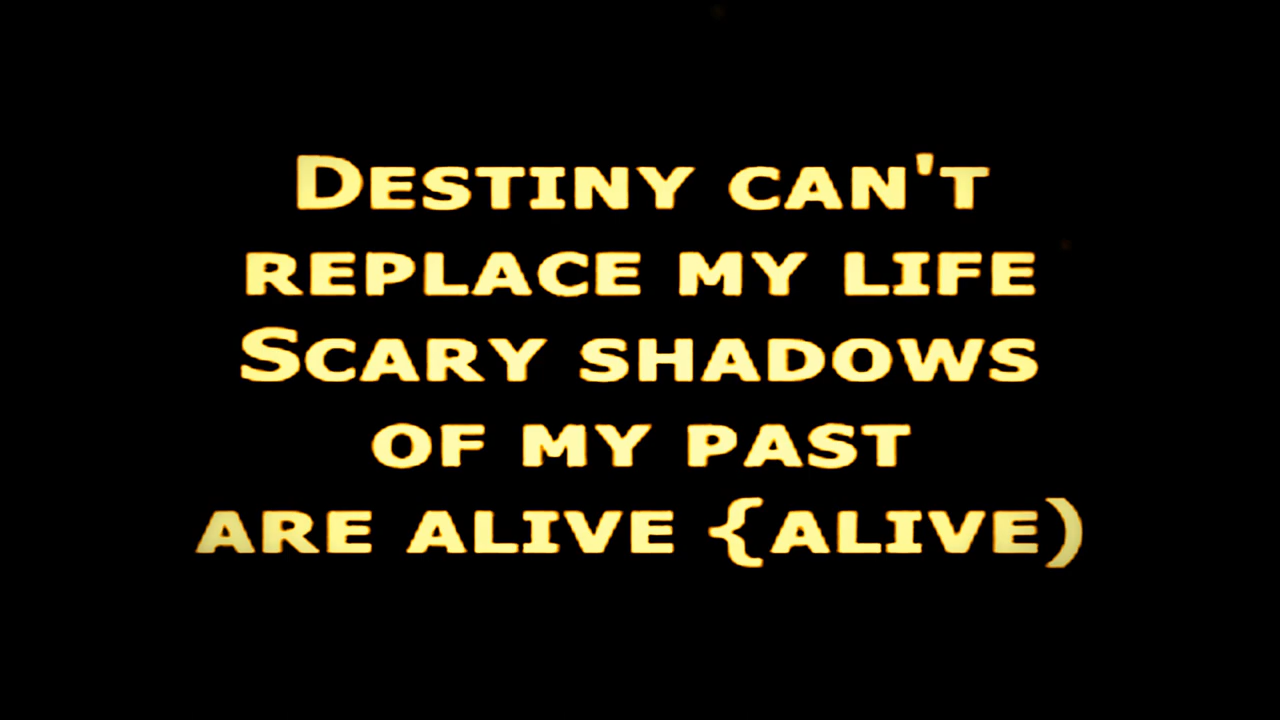 Destiny can't
replace my life
Scary shadows
of my past
are alive {alive)